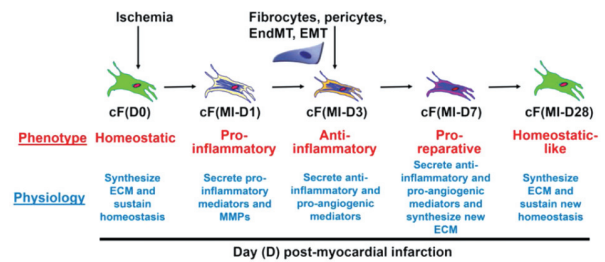 Ischemia
Fibrocytes, pericytes,
EndMT, EMT
cF(D0) cF(MI-D1) cF(MI-D3) cF(MI-D7) cF(MI-D28)
Phenotype Homeostatic Pro- Anti- Pro- Homeostatic-
inflammatory inflammatory reparative like
Physiology
Synthesize
ECM and
sustain
homeostasis
Secrete pro-
inflammatory
mediators and
MMPs
Secrete anti-
inflammatory and
pro-angiogenic
mediators
Secrete anti-
inflammatory and
pro-angiogenic
mediators and
synthesize new
ECM
Synthesize
ECM and
sustain new
homeostasis
Day (D) post-myocardial infarction